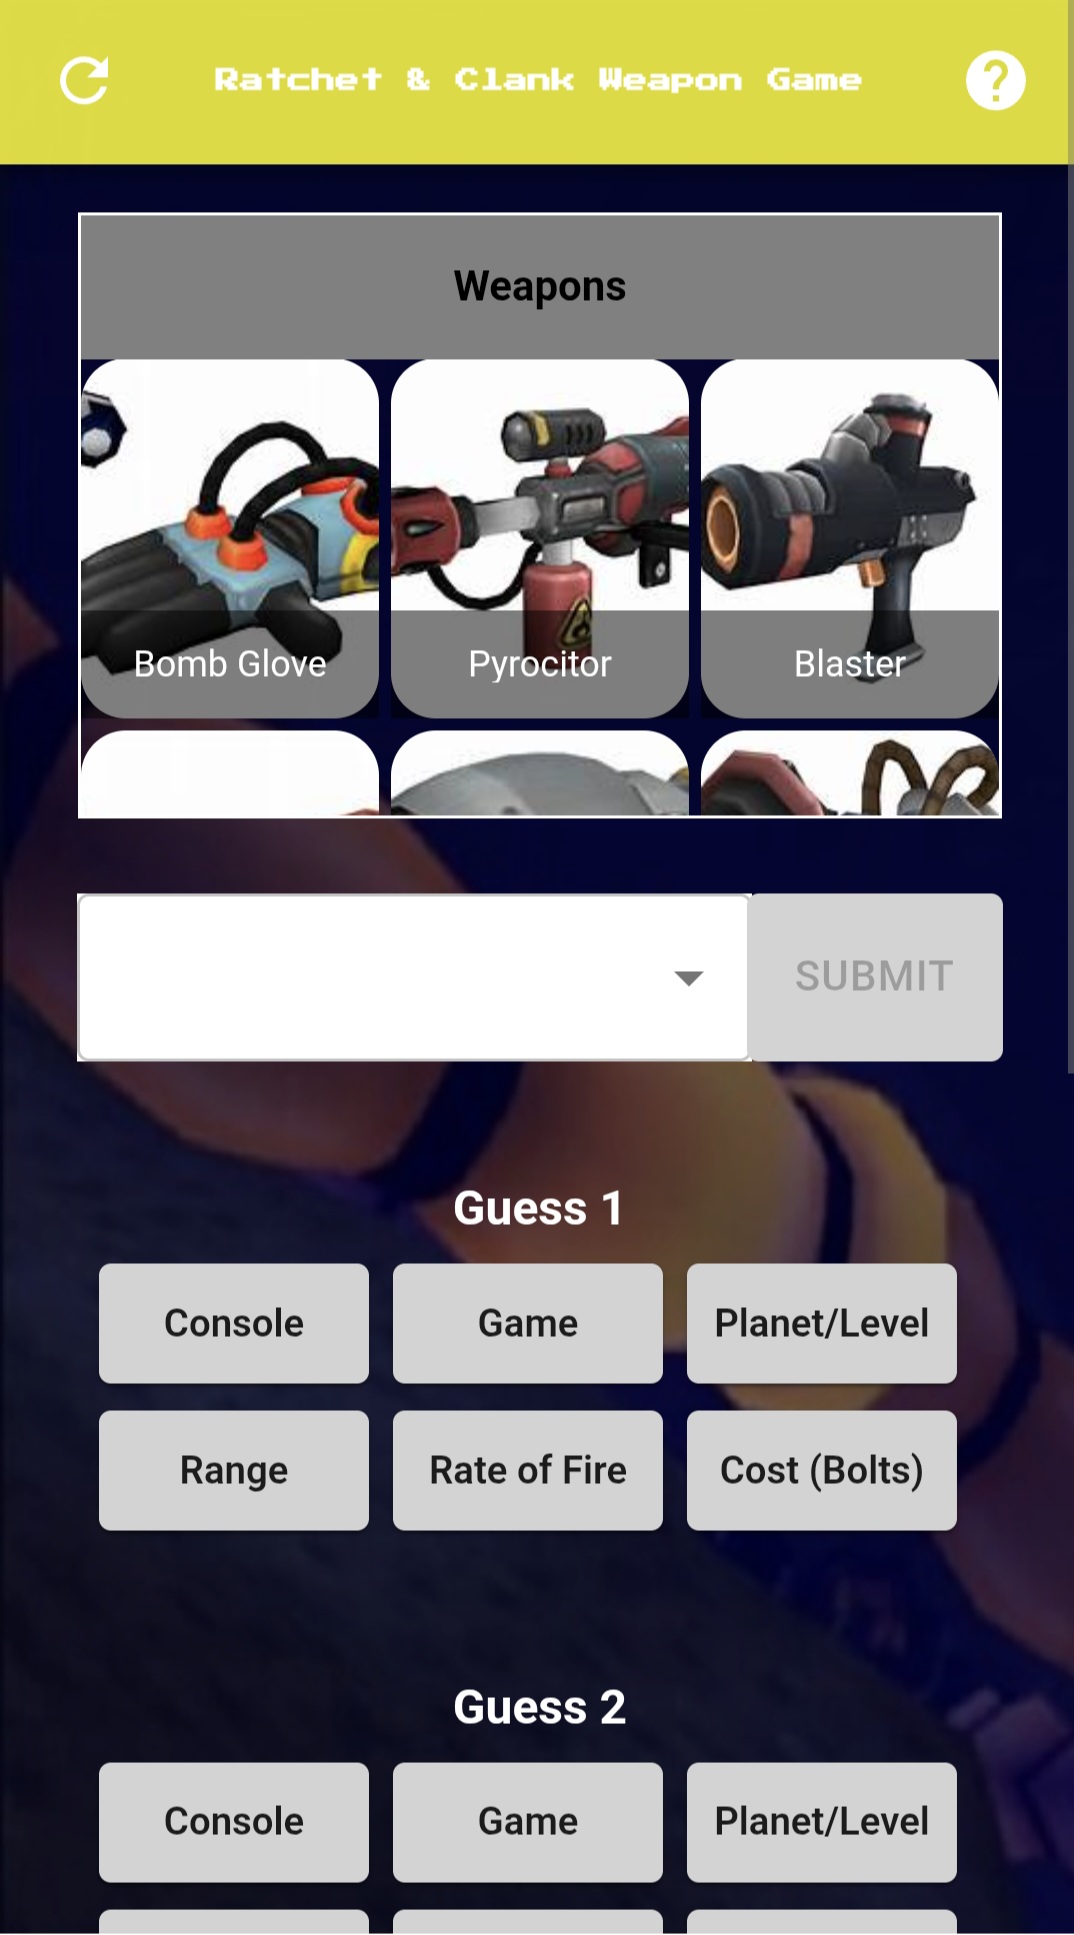 Ratchet & Clank Weapon Game
Weapons
Bomb Glove
Pyrocitor
Blaster
SUBMIT
Guess 1
Console
Game
Planet/Level
Range
Rate of Fire
Cost (Bolts)
Guess 2
Console
Game
Planet/Level